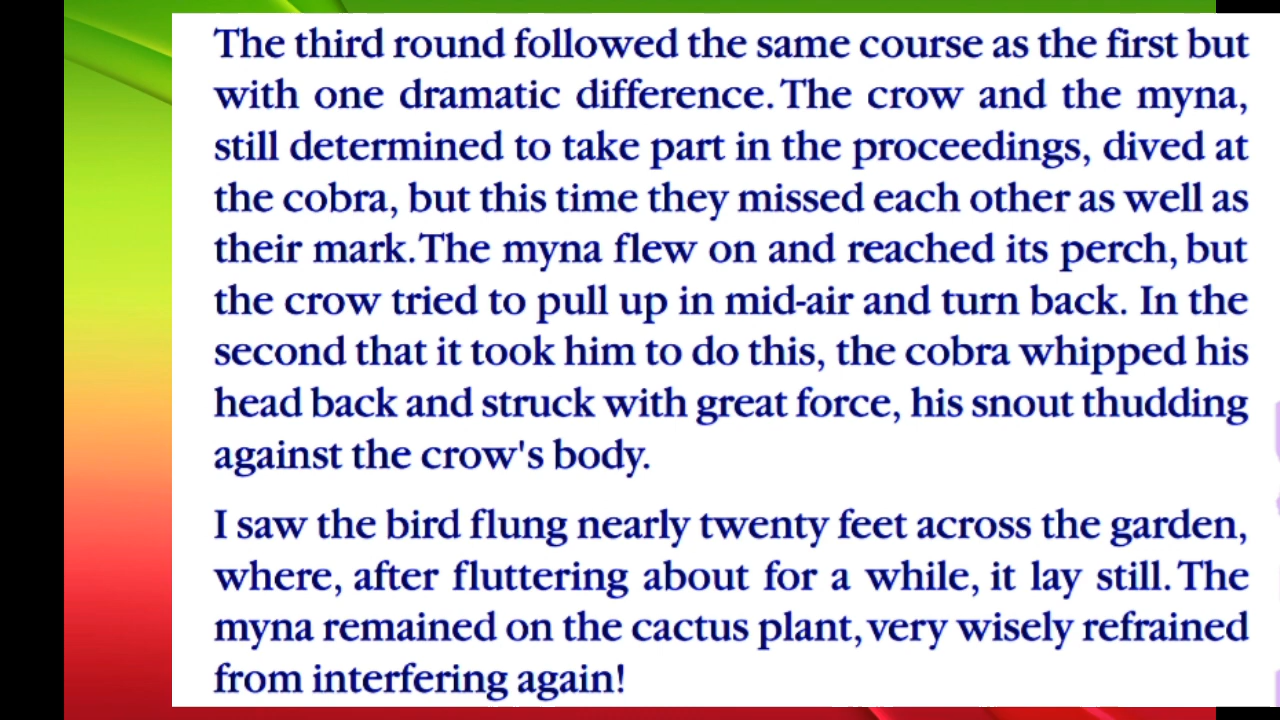 The third round followed the same course as the first but
with one dramatic difference. The crow and the myna,
still determined to take part in the proceedings, dived at
the cobra, but this time they missed each other as well as
their mark. The myna flew on and reached its perch, but
the crow tried to pull up in mid-air and turn back. In the
second that it took him to do this, the cobra whipped his
head back and struck with great force, his snout thudding
against the crow's body.
I saw the bird flung nearly twenty feet across the garden,
where, after fluttering about for a while, it lay still. The
myna remained on the cactus plant, very wisely refrained
from interfering again!